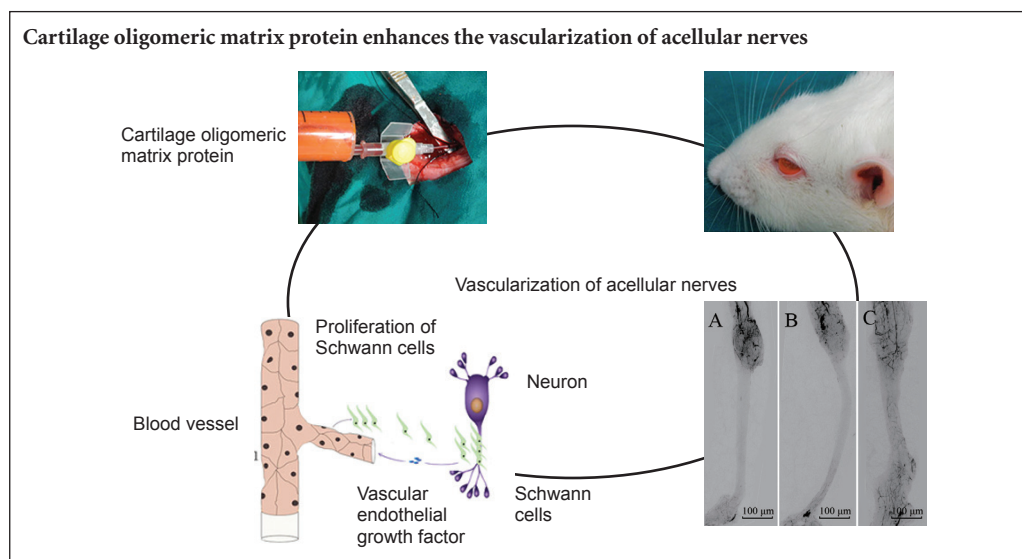 Cartilage oligomeric matrix protein enhances the vascularization of acellular nerves
Cartilage oligomeric
matrix protein
Vascularization of acellular nerves
A
B
C
Proliferation of
Schwann cells
Neuron
Blood vessel
Vascular
endothelial
growth factor
Schwann
cells
100 μm
100 μm
100 μm